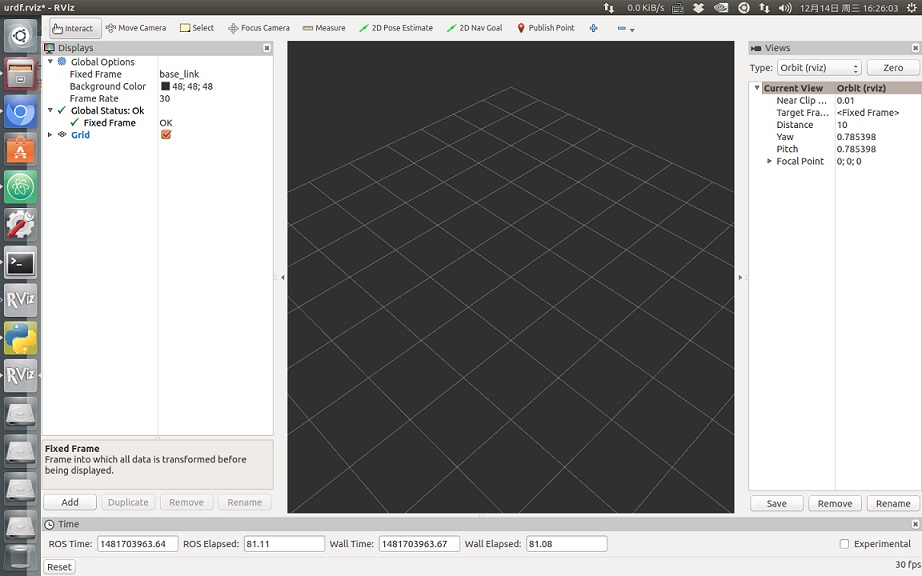 urdf.rviz* - RViz
0.0 KiB/s
12月14日 周三 16:26:03
Interact Move Camera Select Focus Camera Measure 2D Pose Estimate 2D Nav Goal Publish Point
Displays
Global Options
Fixed Frame base_link
Background Color 48; 48; 48
Frame Rate 30
Global Status: Ok
Fixed Frame OK
Grid
Fixed Frame
Frame into which all data is transformed before
being displayed.
Add Duplicate Remove Rename
Views
Type: Orbit (rviz) Zero
Current View Orbit (rviz)
Near Clip ... 0.01
Target Fra... <Fixed Frame>
Distance 10
Yaw 0.785398
Pitch 0.785398
Focal Point 0; 0; 0
Save Remove Rename
RViz
RViz
Time
ROS Time: 1481703963.64 ROS Elapsed: 81.11 Wall Time: 1481703963.67 Wall Elapsed: 81.08 Experimental
Reset 30 fps